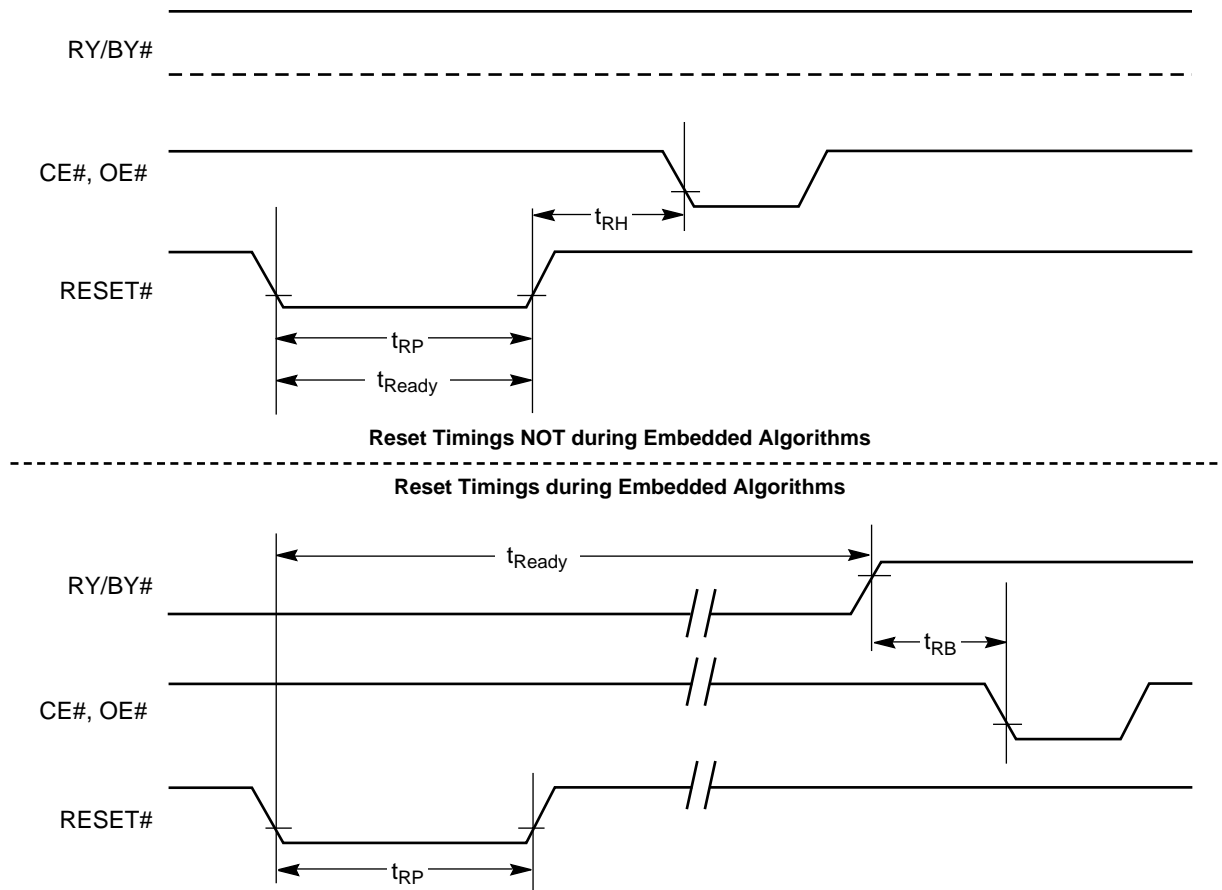 RY/BY#
CE#, OE#
tRH
RESET#
tRP
tReady
Reset Timings NOT during Embedded Algorithms
Reset Timings during Embedded Algorithms
tReady
RY/BY#
tRB
CE#, OE#
RESET#
tRP